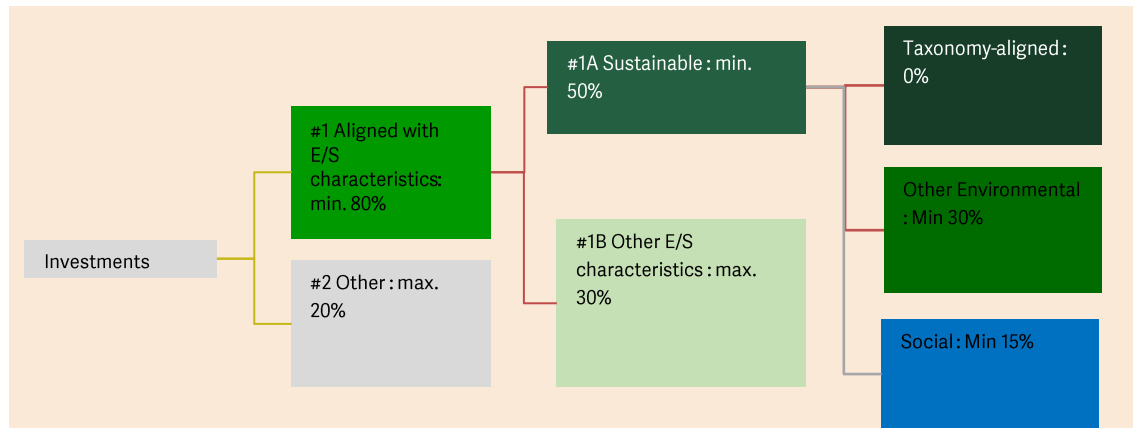 Investments
#1 Aligned with
E/S
characteristics:
min. 80%
#2 Other : max.
20%
#1A Sustainable : min.
50%
#1B Other E/S
characteristics : max.
30%
Taxonomy-aligned :
0%
Other Environmental
: Min 30%
Social : Min 15%